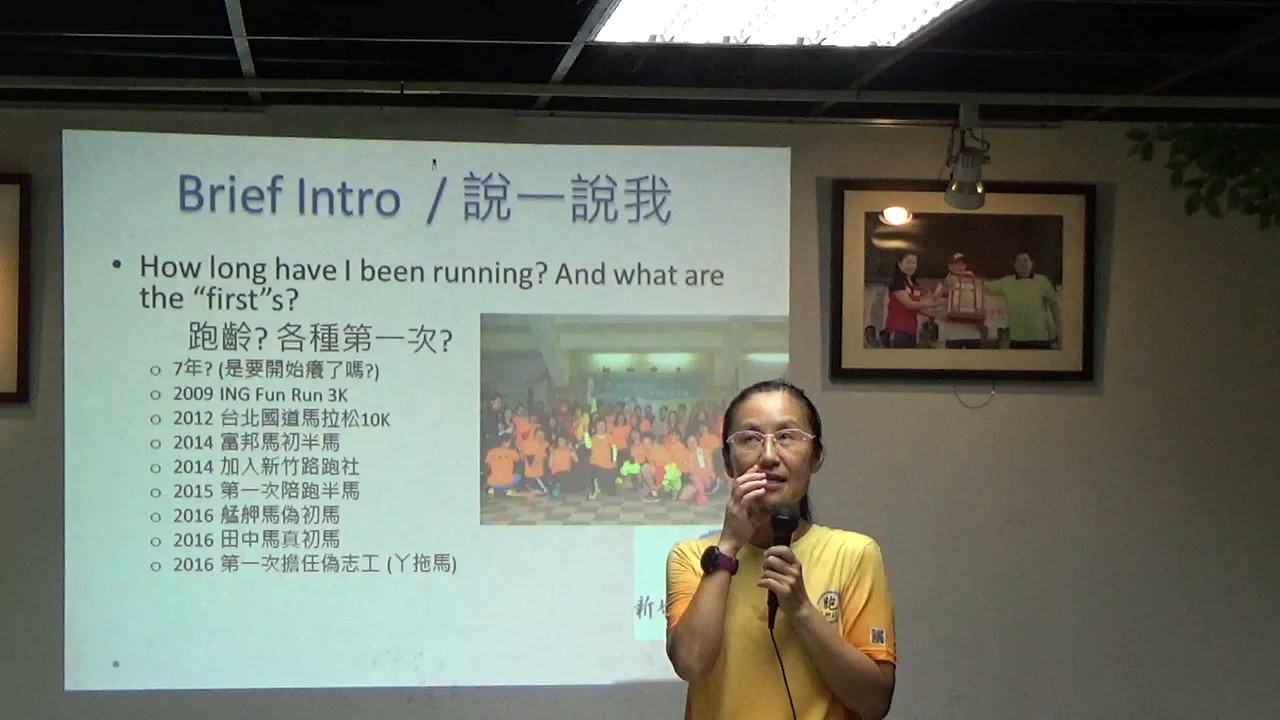 Brief Intro / 說一說我
• How long have I been running? And what are
the “first”s?
跑齡? 各種第一次?
o 7年? (是要開始癢了嗎?)
o 2009 ING Fun Run 3K
o 2012 台北國道馬拉松10K
o 2014 富邦馬初半馬
o 2014 加入新竹路跑社
o 2015 第一次陪跑半馬
o 2016 艋舺馬偽初馬
o 2016 田中馬真初馬
o 2016 第一次擔任偽志工 (丫拖馬)
新
跑